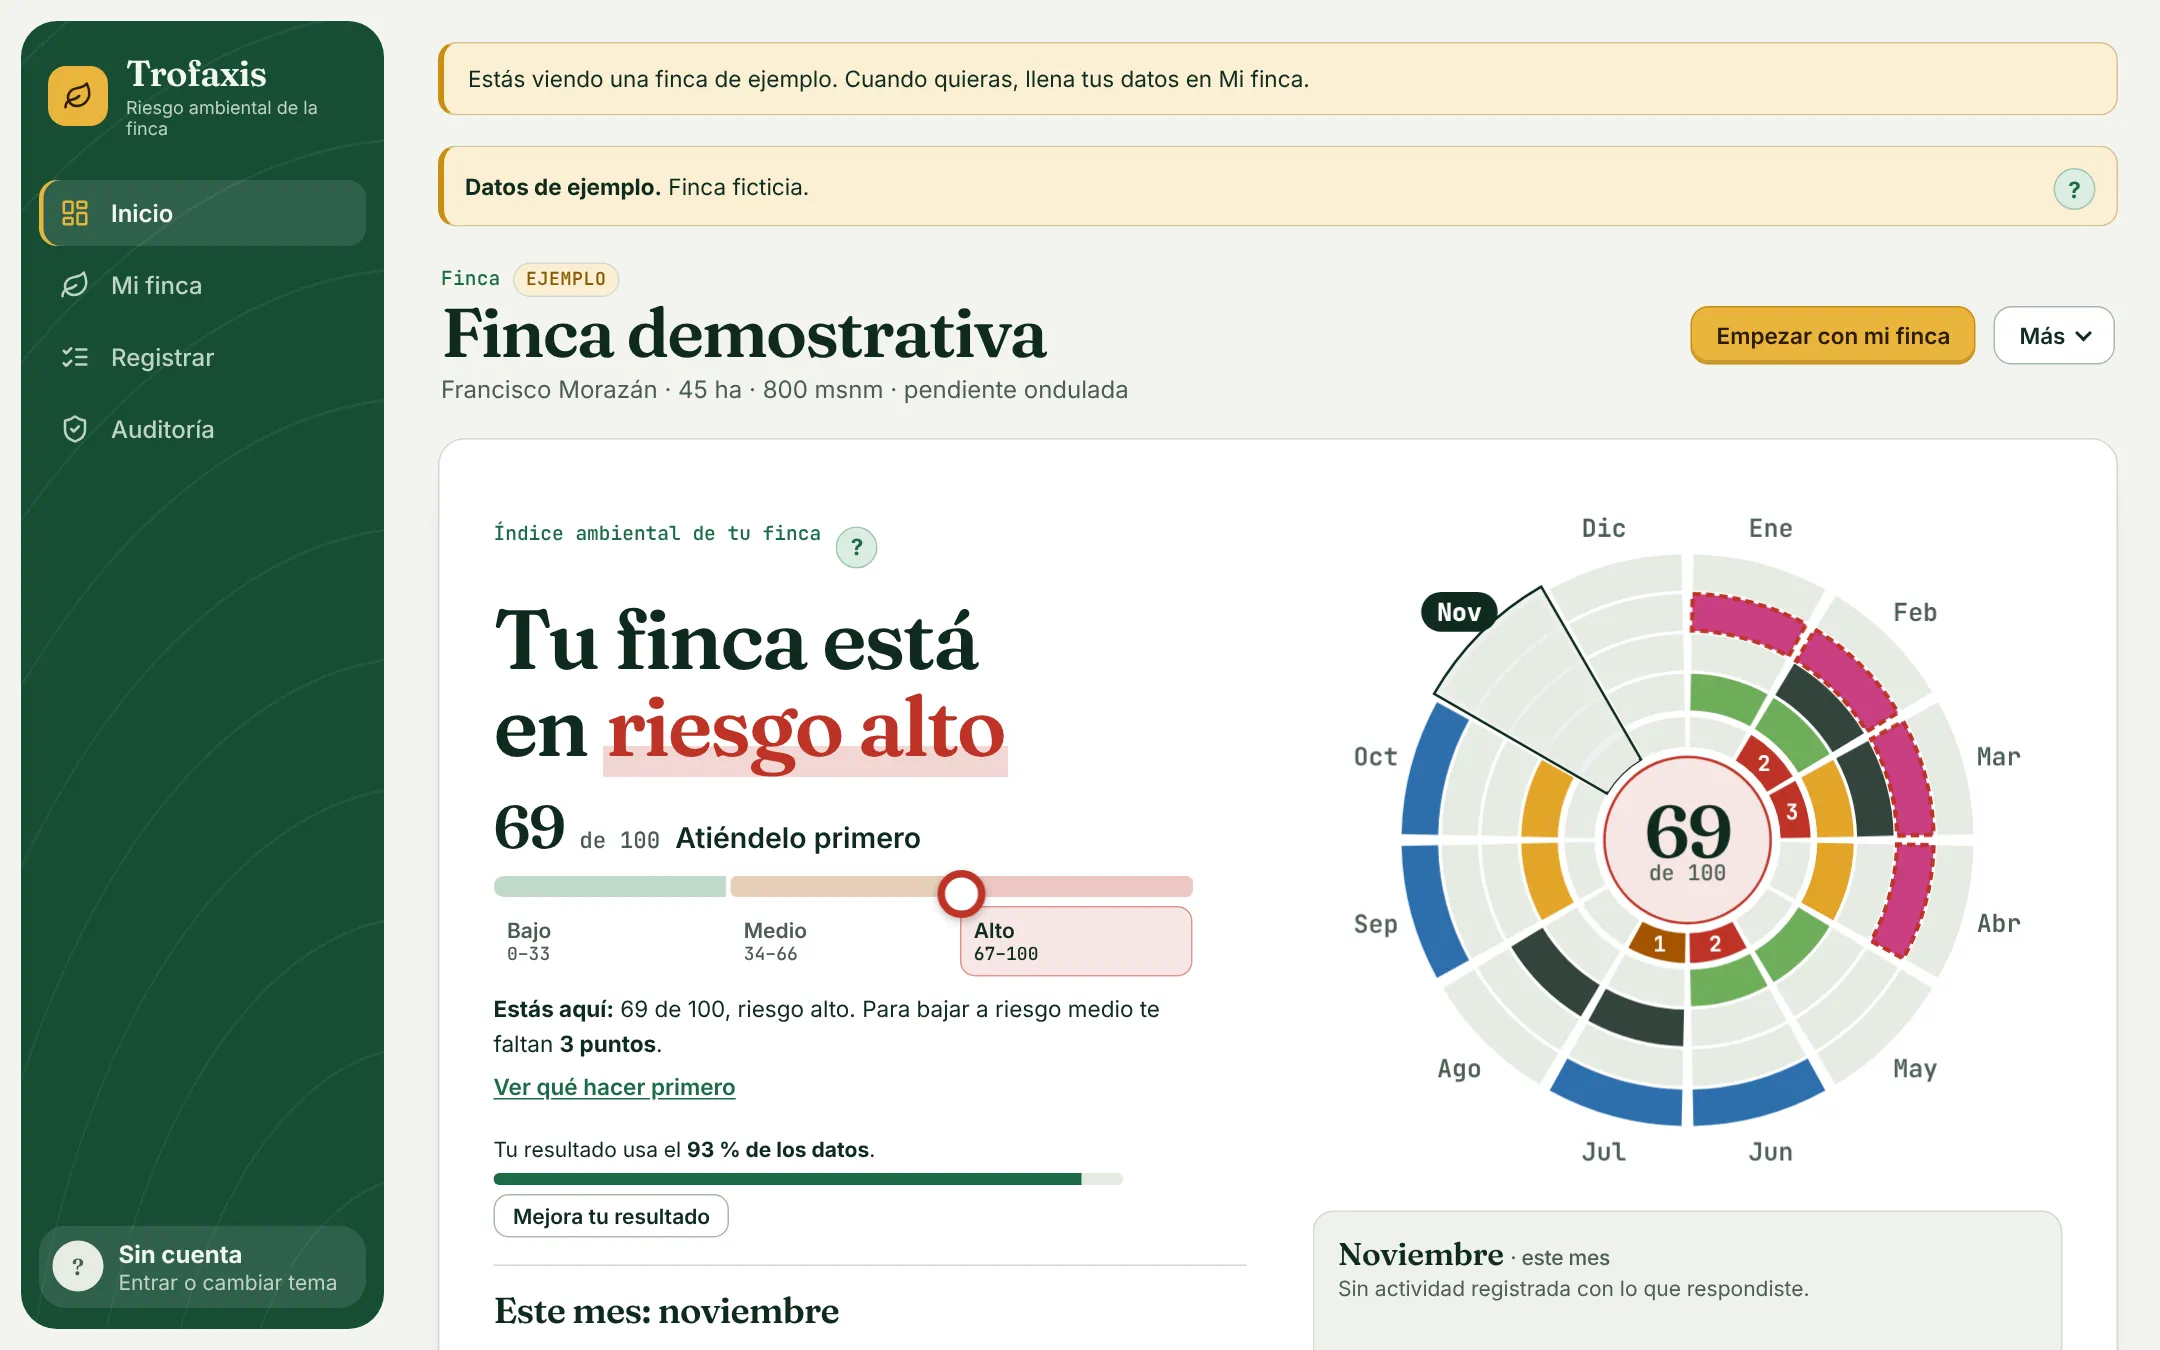 Trofaxis
Riesgo ambiental de la
finca
Inicio
Mi finca
Registrar
Auditoría
?
Sin cuenta
Entrar o cambiar tema
Estás viendo una finca de ejemplo. Cuando quieras, llena tus datos en Mi finca.
Datos de ejemplo. Finca ficticia.
?
Finca EJEMPLO
Finca demostrativa
Francisco Morazán · 45 ha · 800 msnm · pendiente ondulada
Empezar con mi finca
Más
Índice ambiental de tu finca
?
Tu finca está
en riesgo alto
69 de 100 Atiéndelo primero
Bajo
0–33
Medio
34–66
Alto
67–100
Estás aquí: 69 de 100, riesgo alto. Para bajar a riesgo medio te
faltan 3 puntos.
Ver qué hacer primero
Tu resultado usa el 93 % de los datos.
Mejora tu resultado
Este mes: noviembre
Dic
Ene
Nov
Feb
Oct
Mar
Sep
Abr
Ago
May
Jul
Jun
2
3
1
2
69
de 100
Noviembre · este mes
Sin actividad registrada con lo que respondiste.